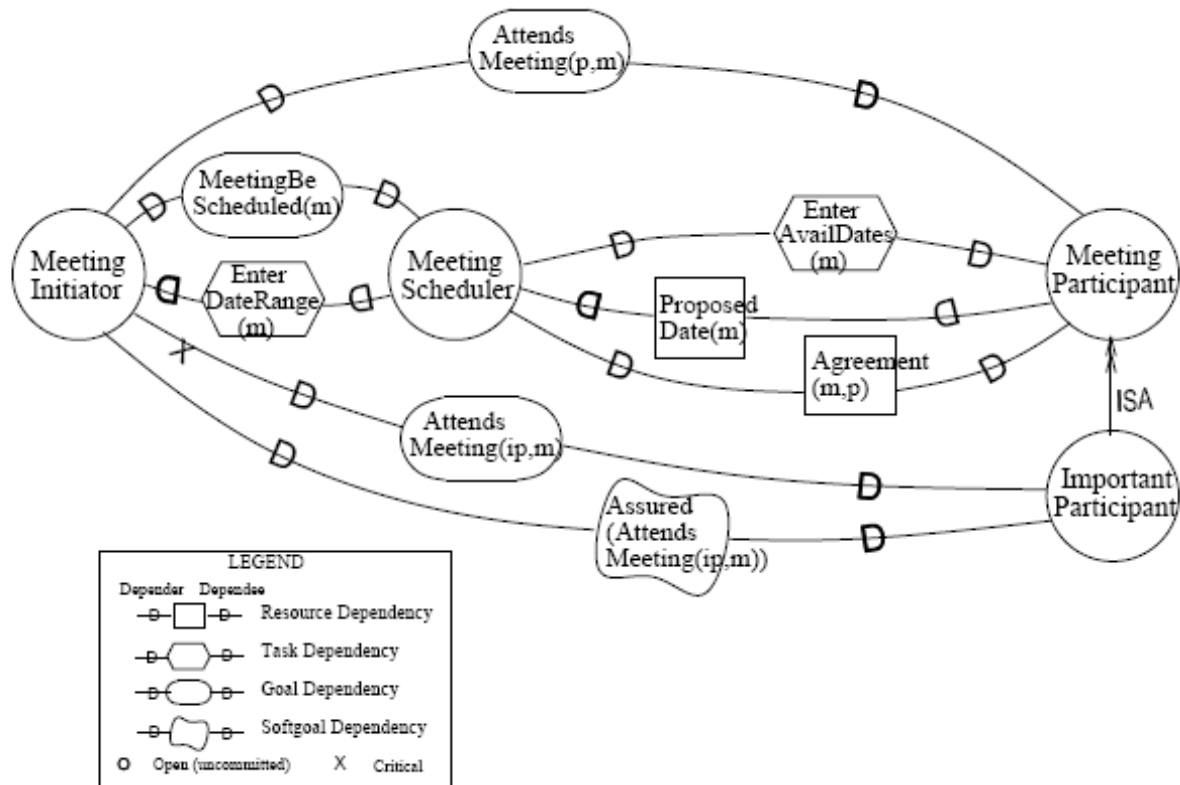 Attends
Meeting(p,m)
D
D
MeetingBe
Scheduled(m)
D
D
Meeting
Initiator
Enter
DateRange
(m)
D
D
Meeting
Scheduler
Enter
AvailDates
(m)
D
D
Meeting
Participant
Proposed
Date(m)
D
D
Agreement
(m,p)
D
D
X
ISA
Attends
Meeting(ip,m)
D
D
Important
Participant
Assured
(Attends
Meeting(ip,m))
D
D
LEGEND
Depender Dependee
D D Resource Dependency
D D Task Dependency
D D Goal Dependency
D D Softgoal Dependency
O Open (uncommitted) X Critical